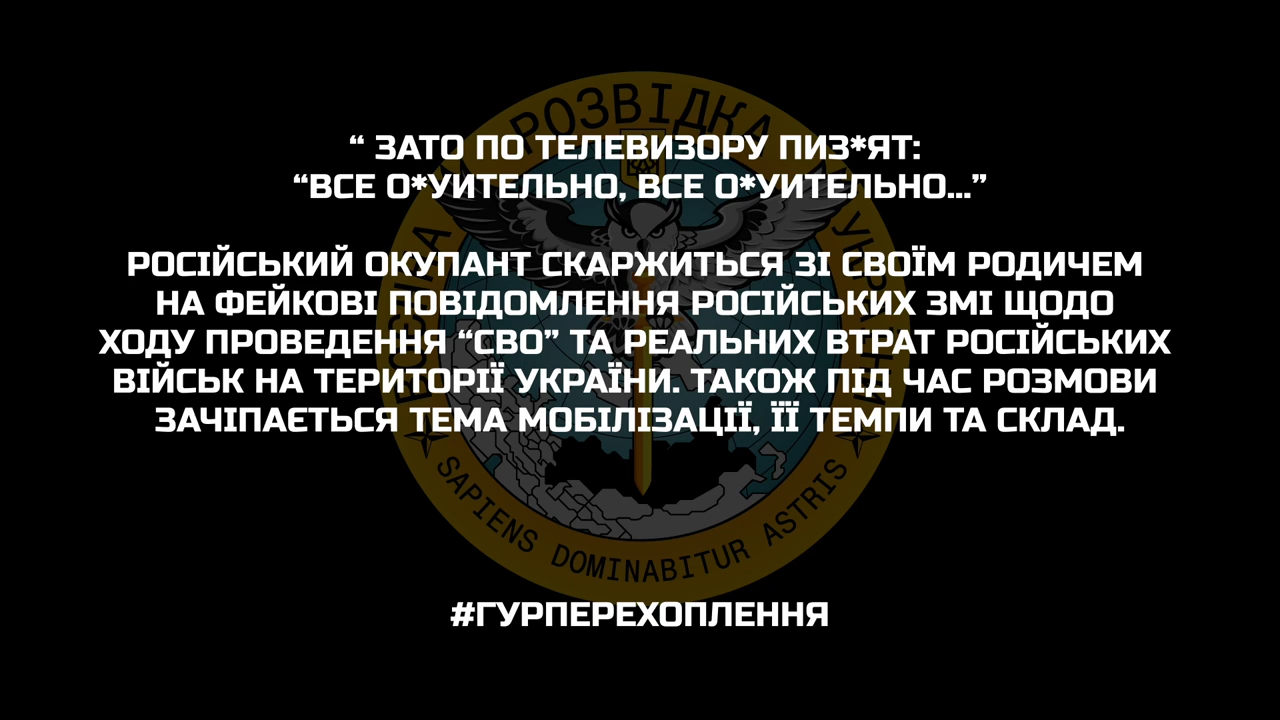 “ ЗАТО ПО ТЕЛЕВИЗОРУ ПИЗ*ЯТ:
“ВСЕ О*УИТЕЛЬНО, ВСЕ О*УИТЕЛЬНО...”
РОСІЙСЬКИЙ ОКУПАНТ СКАРЖИТЬСЯ ЗІ СВОЇМ РОДИЧЕМ
НА ФЕЙКОВІ ПОВІДОМЛЕННЯ РОСІЙСЬКИХ ЗМІ ЩОДО
ХОДУ ПРОВЕДЕННЯ “СВО” ТА РЕАЛЬНИХ ВТРАТ РОСІЙСЬКИХ
ВІЙСЬК НА ТЕРИТОРІЇ УКРАЇНИ. ТАКОЖ ПІД ЧАС РОЗМОВИ
ЗАЧІПАЄТЬСЯ ТЕМА МОБІЛІЗАЦІЇ, ЇЇ ТЕМПИ ТА СКЛАД.
#ГУРПЕРЕХОПЛЕННЯ
РОЗВІДКА
SAPIENS DOMINABITUR ASTRIS